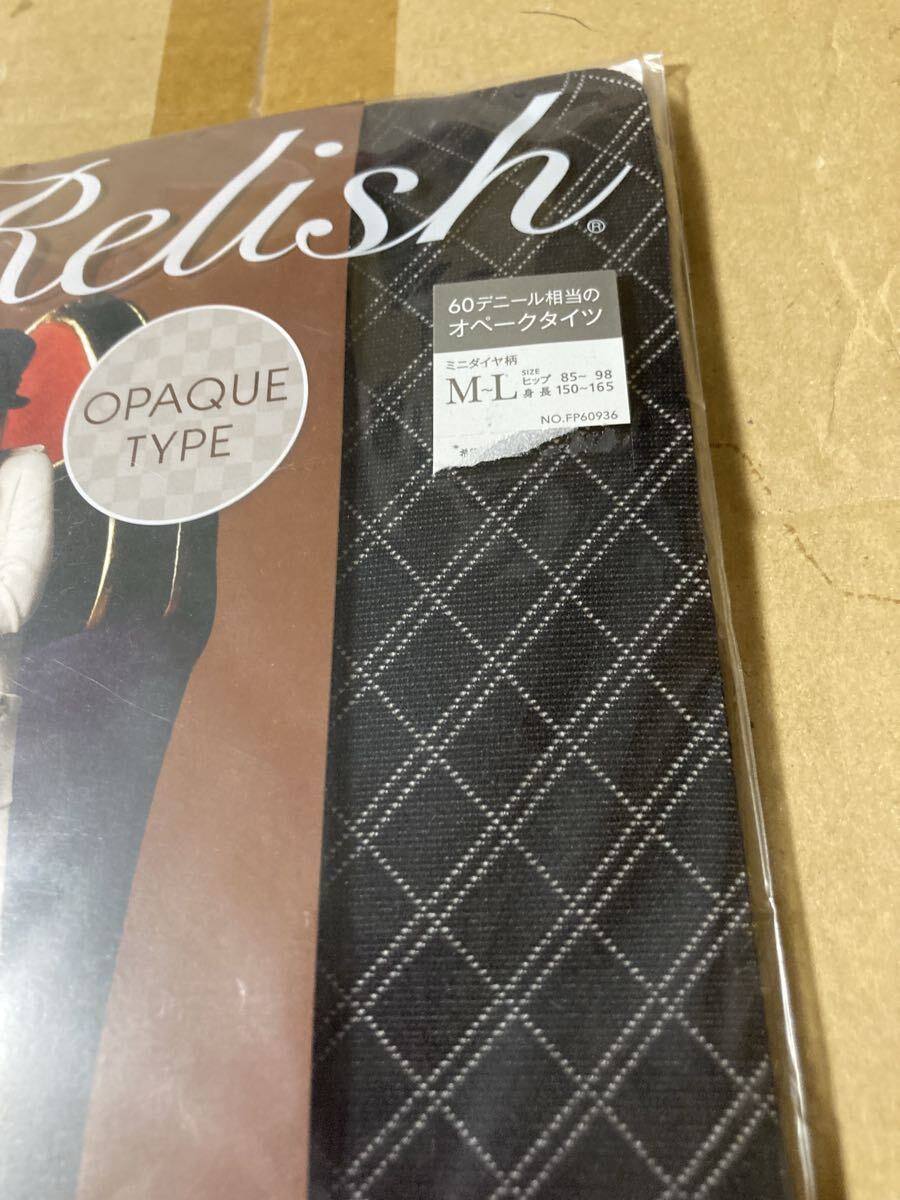 Relish®
OPAQUE
TYPE
60デニール相当の
オペークタイツ
ミニダイヤ柄
M~L SIZE
ヒップ 85~ 98
身長 150~165
NO.FP60936